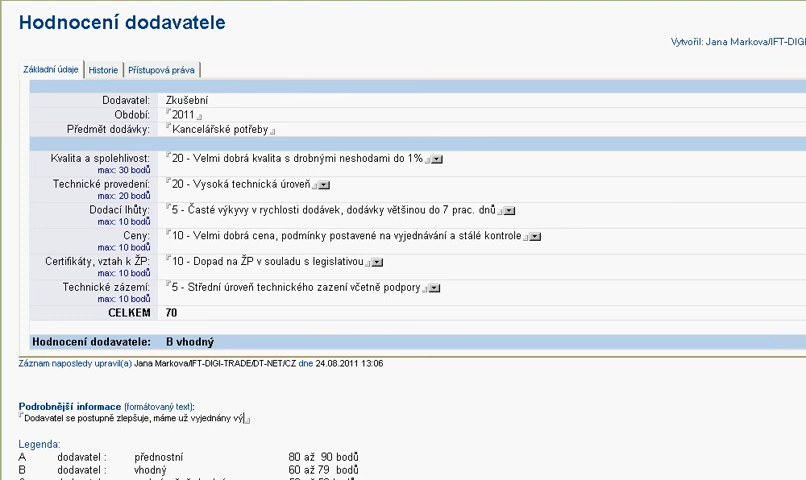 Hodnocení dodavatele
Vytvořil: Jana Markova/IFT-DIGI
Základní údaje Historie Přístupová práva
Dodavatel: Zkušební
Období: 2011
Předmět dodávky: Kancelářské potřeby
Kvalita a spolehlivost: 20 - Velmi dobrá kvalita s drobnými neshodami do 1%
max: 30 bodů
Technické provedení: 20 - Vysoká technická úroveň
max: 20 bodů
Dodací lhůty: 5 - Časté výkyvy v rychlosti dodávek, dodávky většinou do 7 prac. dnů
max: 10 bodů
Ceny: 10 - Velmi dobrá cena, podmínky postavené na vyjednávání a stálé kontrole
max: 10 bodů
Certifikáty, vztah k ŽP: 10 - Dopad na ŽP v souladu s legislativou
max: 10 bodů
Technické zázemí: 5 - Střední úroveň technického zazení včetně podpory
max: 10 bodů
CELKEM 70
Hodnocení dodavatele: B vhodný
Záznam naposledy upravil(a) Jana Markova/IFT-DIGI-TRADE/DT-NET/CZ dne 24.08.2011 13:06
Podrobnější informace (formátovaný text):
Dodavatel se postupně zlepšuje, máme už vyjednány vý
Legenda:
A dodavatel : přednostní 80 až 90 bodů
B dodavatel : vhodný 60 až 79 bodů